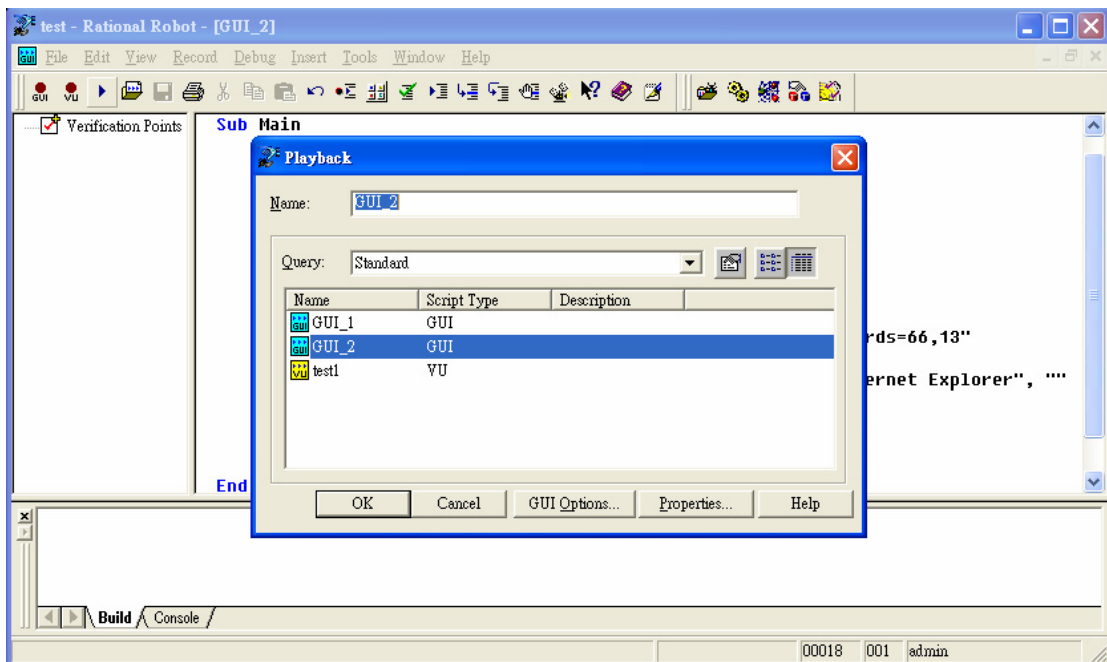 test - Rational Robot - [GUI_2]
File Edit View Record Debug Insert Tools Window Help
GUI VU
Verification Points
Sub Main
Playback
Name: GUI_2
Query: Standard
Name Script Type Description
GUI_1 GUI
GUI_2 GUI
test1 VU
rds=66,13"
ernet Explorer", ""
End
OK Cancel GUI Options... Properties... Help
Build Console
00018 001 admin